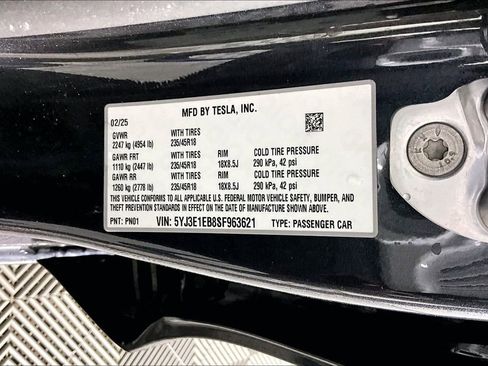 MFD BY TESLA, INC.
02/25
GVWR WITH TIRES
2247 kg (4954 lb) 235/45R18
GAWR FRT WITH TIRES RIM COLD TIRE PRESSURE
1110 kg (2447 lb) 235/45R18 18X8.5J 290 kPa, 42 psi
GAWR RR WITH TIRES RIM COLD TIRE PRESSURE
1260 kg (2778 lb) 235/45R18 18X8.5J 290 kPa, 42 psi
THIS VEHICLE CONFORMS TO ALL APPLICABLE U.S. FEDERAL MOTOR VEHICLE SAFETY, BUMPER, AND
THEFT PREVENTION STANDARDS IN EFFECT ON THE DATE OF MANUFACTURE SHOWN ABOVE.
PNT: PN01 VIN: 5YJ3E1EB8SF963621 TYPE: PASSENGER CAR